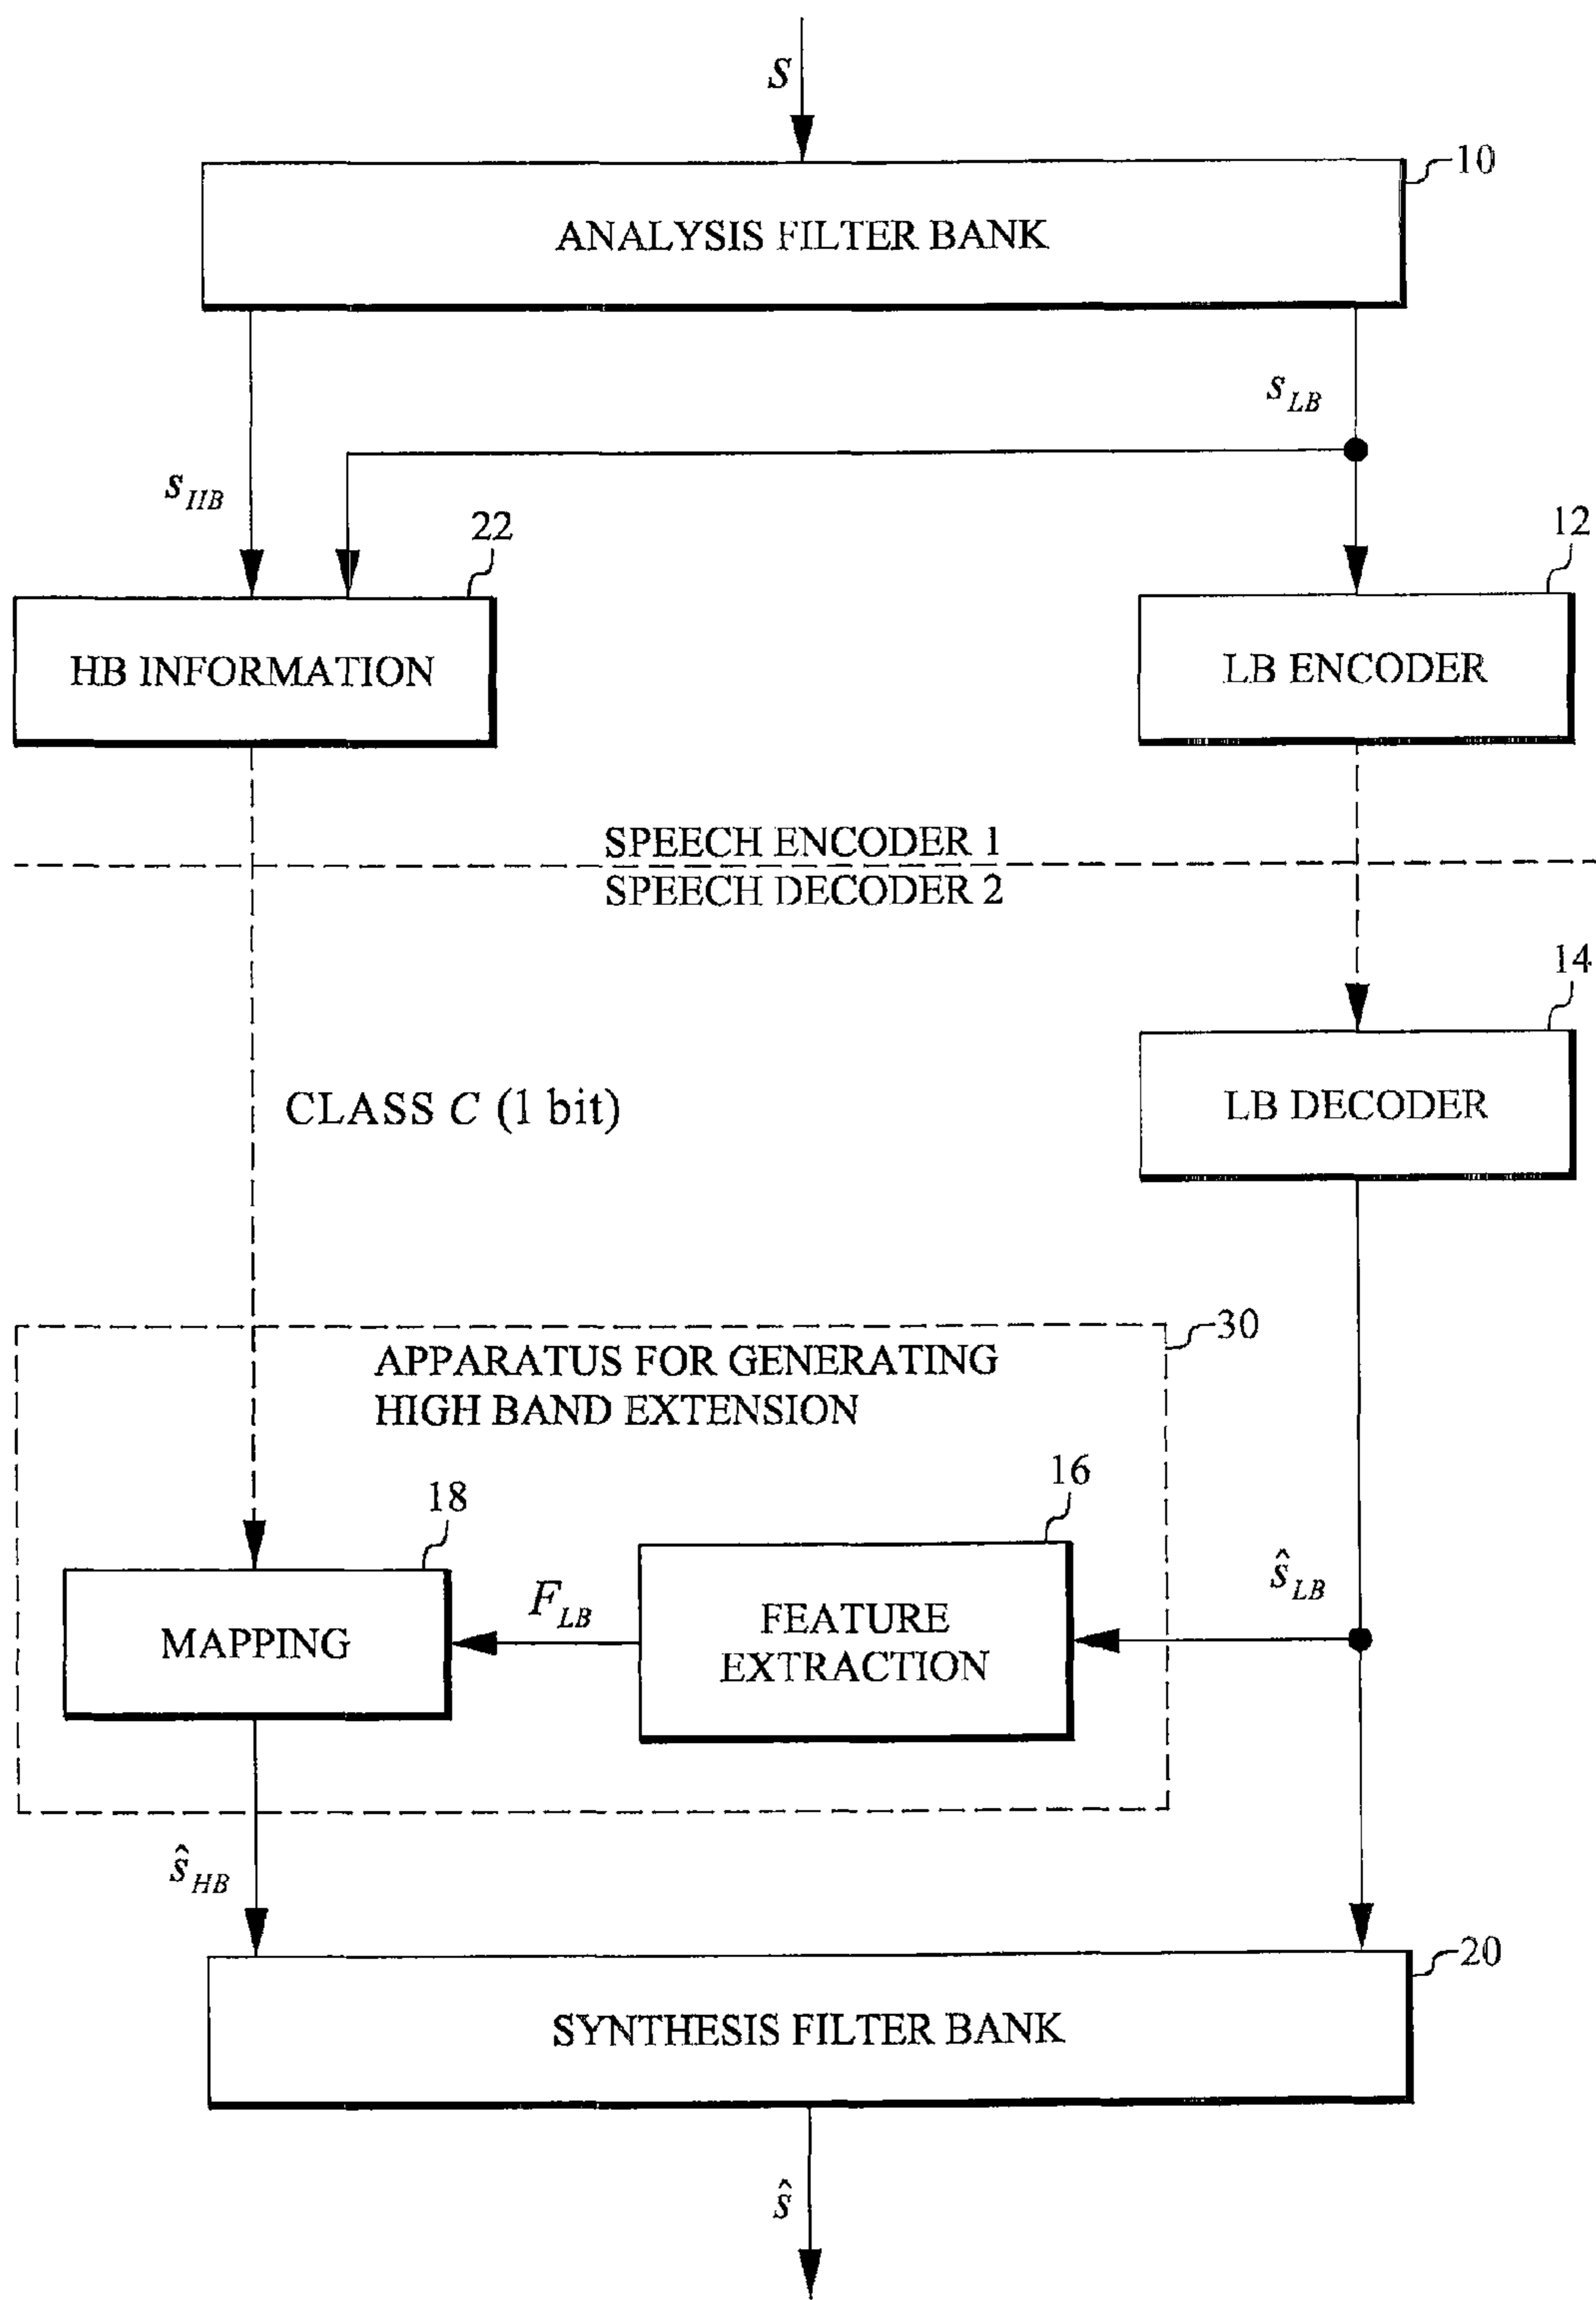 S
10
ANALYSIS FILTER BANK
s_LB
s_HB
22
12
HB INFORMATION
LB ENCODER
SPEECH ENCODER 1
SPEECH DECODER 2
14
CLASS C (1 bit)
LB DECODER
30
APPARATUS FOR GENERATING
HIGH BAND EXTENSION
16
18
ŝ_LB
F_LB
FEATURE
EXTRACTION
MAPPING
ŝ_HB
20
SYNTHESIS FILTER BANK
ŝ